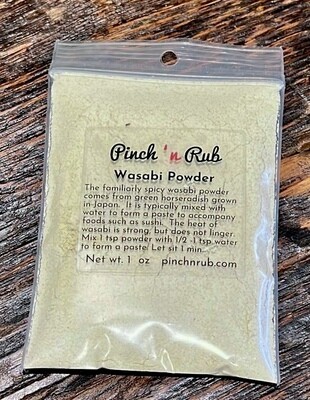 Pinch 'n Rub
Wasabi Powder
The familiarly spicy wasabi powder
comes from green horseradish grown
in Japan. It is typically mixed with
water to form a paste to accompany
foods such as sushi. The heat of
wasabi is strong, but does not linger.
Mix 1 tsp powder with 1/2 -1 tsp water
to form a paste. Let sit 1 min.
Net wt. 1 oz pinchnrub.com